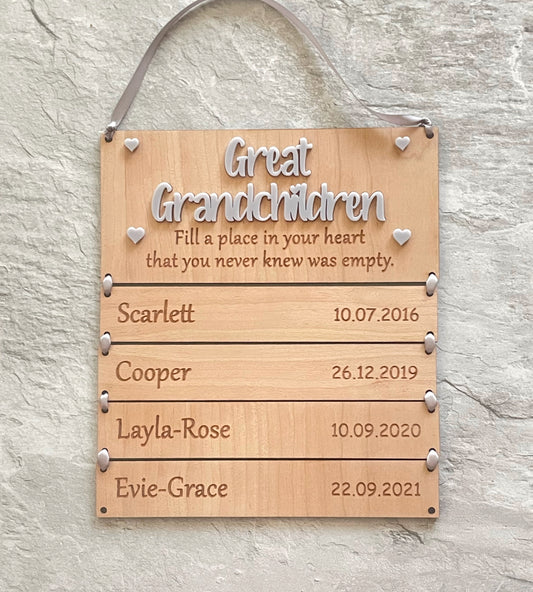 Great
Grandchildren
Fill a place in your heart
that you never knew was empty.
Scarlett 10.07.2016
Cooper 26.12.2019
Layla-Rose 10.09.2020
Evie-Grace 22.09.2021